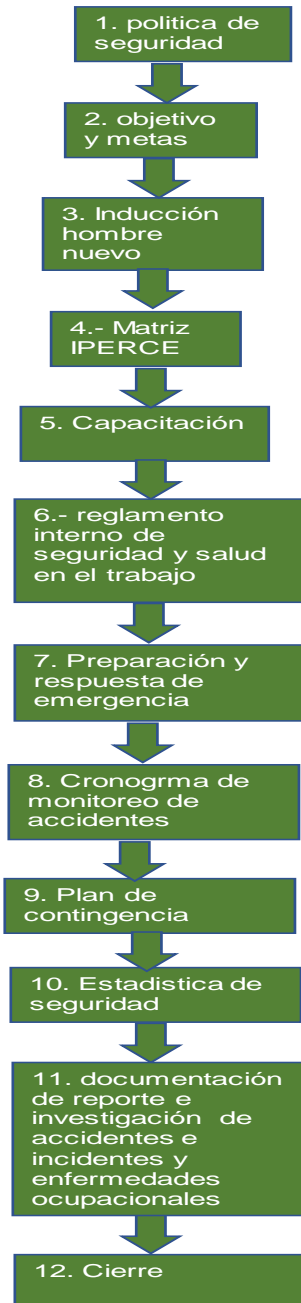 1. politica de
seguridad
2. objetivo
y metas
3. Inducción
hombre
nuevo
4.- Matriz
IPERCE
5. Capacitación
6.- reglamento
interno de
seguridad y salud
en el trabajo
7. Preparación y
respuesta de
emergencia
8. Cronogrma de
monitoreo de
accidentes
9. Plan de
contingencia
10. Estadistica de
seguridad
11. documentación
de reporte e
investigación de
accidentes e
incidentes y
enfermedades
ocupacionales
12. Cierre